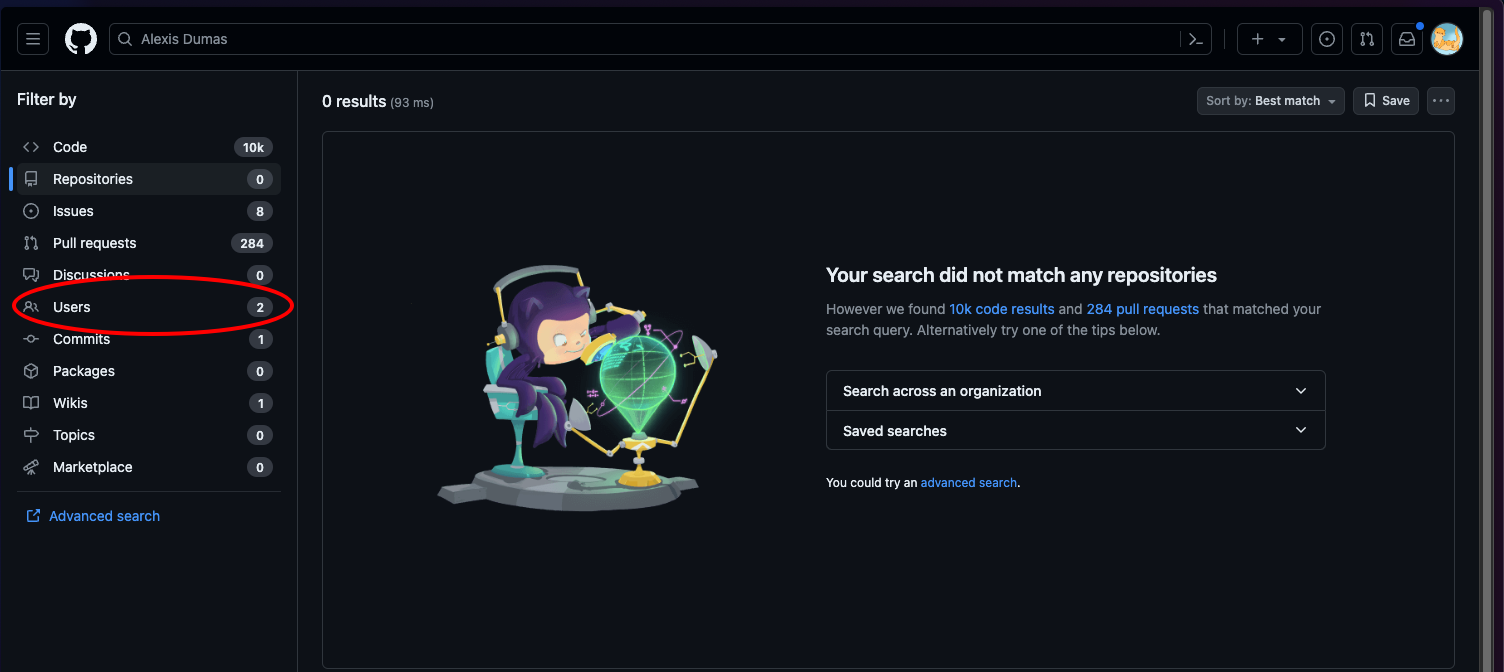 Alexis Dumas
Filter by
Code 10k
Repositories 0
Issues 8
Pull requests 284
Discussions 0
Users 2
Commits 1
Packages 0
Wikis 1
Topics 0
Marketplace 0
Advanced search
0 results (93 ms)
Sort by: Best match
Save
Your search did not match any repositories
However we found 10k code results and 284 pull requests that matched your
search query. Alternatively try one of the tips below.
Search across an organization
Saved searches
You could try an advanced search.